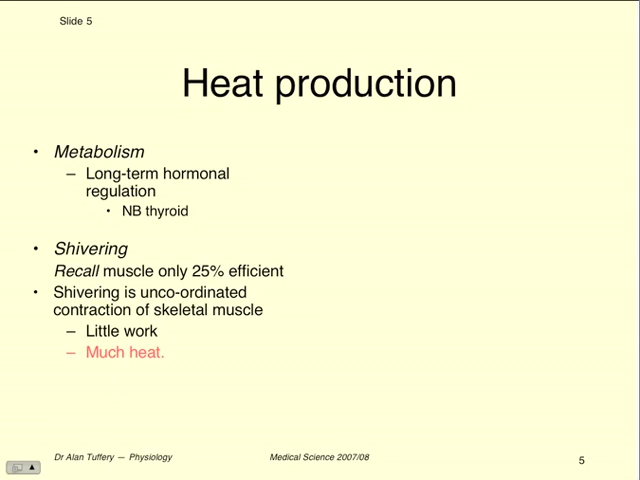 Slide 5
Heat production
• Metabolism
– Long-term hormonal
regulation
• NB thyroid
• Shivering
Recall muscle only 25% efficient
• Shivering is unco-ordinated
contraction of skeletal muscle
– Little work
– Much heat.
Dr Alan Tuffery — Physiology
Medical Science 2007/08
5